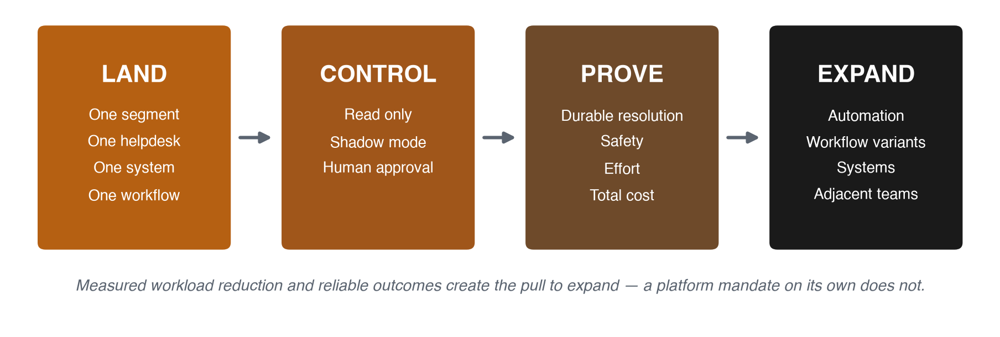 LAND
One segment
One helpdesk
One system
One workflow
CONTROL
Read only
Shadow mode
Human approval
PROVE
Durable resolution
Safety
Effort
Total cost
EXPAND
Automation
Workflow variants
Systems
Adjacent teams
Measured workload reduction and reliable outcomes create the pull to expand — a platform mandate on its own does not.